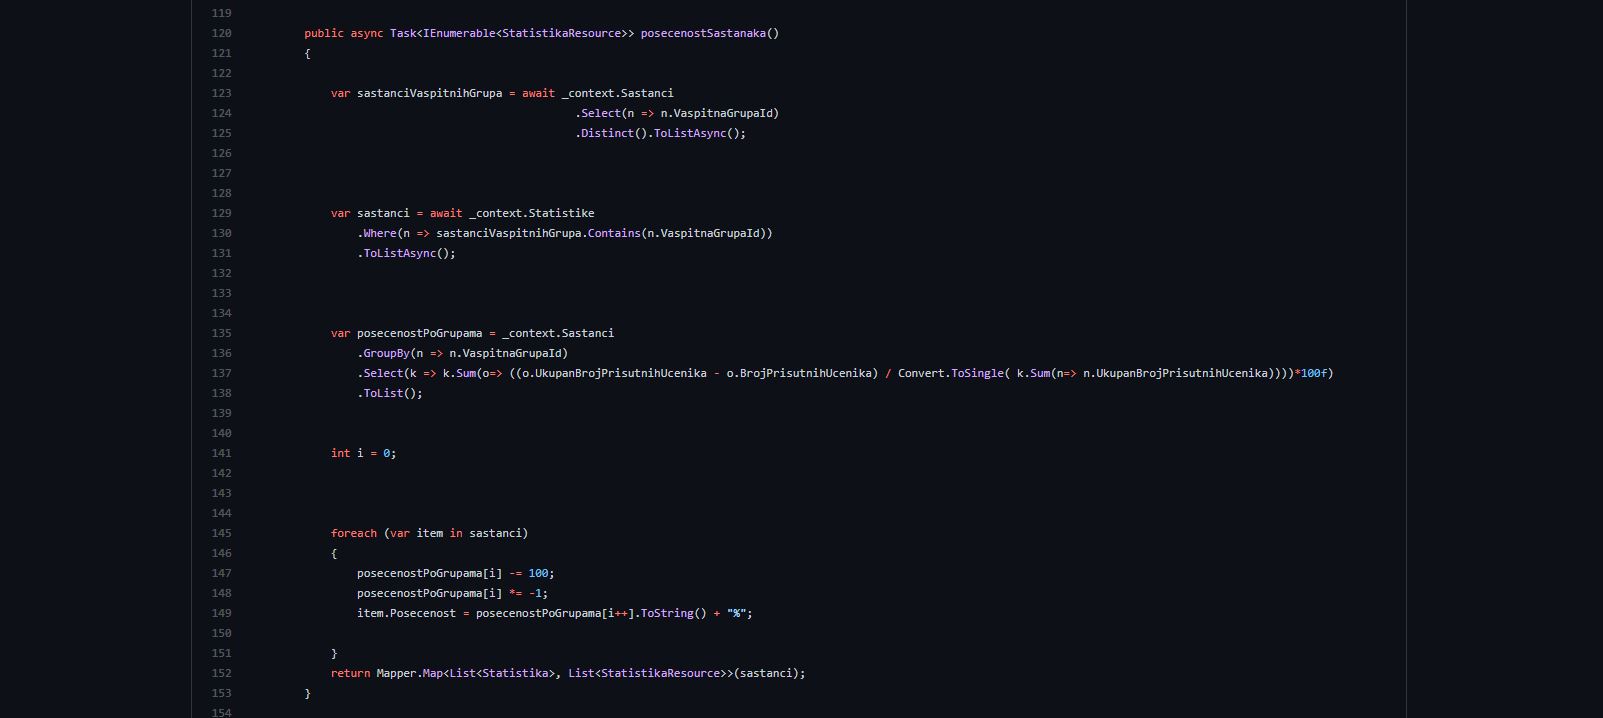 119
120 public async Task<IEnumerable<StatistikaResource>> posecenostSastanaka()
121 {
122
123 var sastanciVaspitnihGrupa = await _context.Sastanci
124 .Select(n => n.VaspitnaGrupaId)
125 .Distinct().ToListAsync();
126
127
128
129 var sastanci = await _context.Statistike
130 .Where(n => sastanciVaspitnihGrupa.Contains(n.VaspitnaGrupaId))
131 .ToListAsync();
132
133
134
135 var posecenostPoGrupama = _context.Sastanci
136 .GroupBy(n => n.VaspitnaGrupaId)
137 .Select(k => k.Sum(o=> ((o.UkupanBrojPrisutnihUcenika - o.BrojPrisutnihUcenika) / Convert.ToSingle( k.Sum(n=> n.UkupanBrojPrisutnihUcenika))))*100f)
138 .ToList();
139
140
141 int i = 0;
142
143
144
145 foreach (var item in sastanci)
146 {
147 posecenostPoGrupama[i] -= 100;
148 posecenostPoGrupama[i] *= -1;
149 item.Posecenost = posecenostPoGrupama[i++].ToString() + "%";
150
151 }
152 return Mapper.Map<List<Statistika>, List<StatistikaResource>>(sastanci);
153 }
154